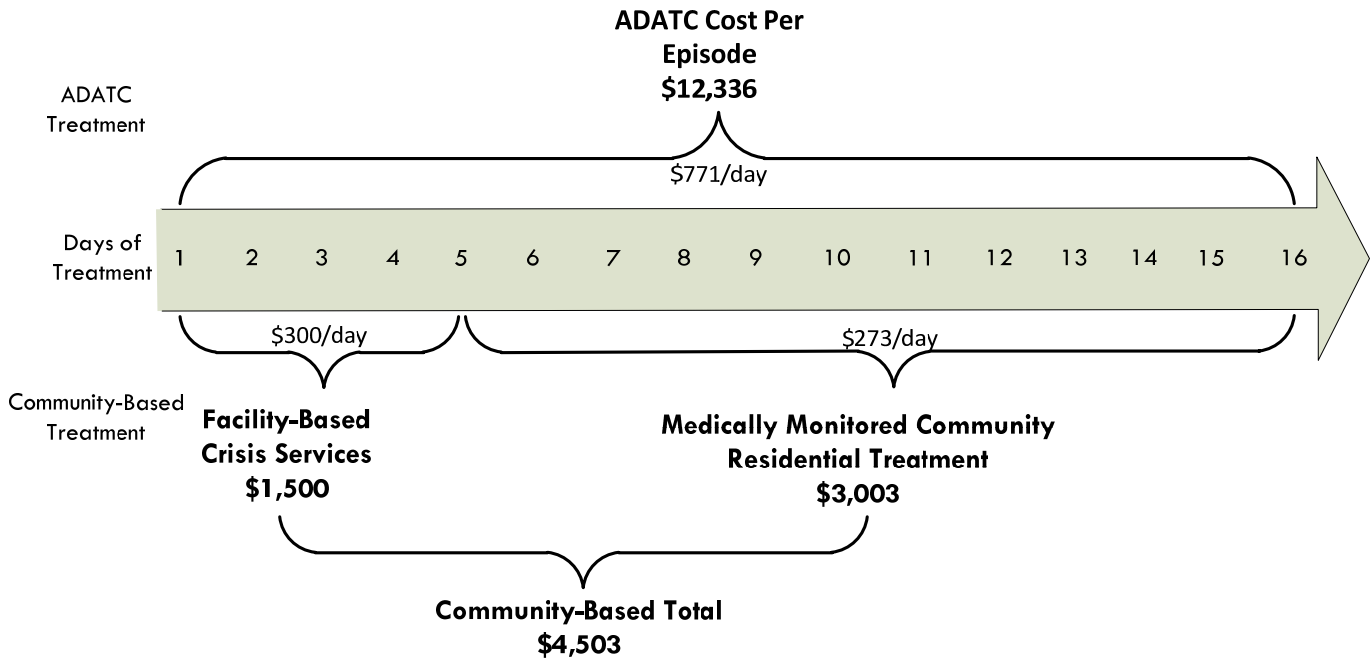 ADATC Cost Per
Episode
$12,336
ADATC
Treatment
$771/day
Days of
Treatment
1 2 3 4 5 6 7 8 9 10 11 12 13 14 15 16
$300/day
$273/day
Community-Based
Treatment
Facility-Based
Crisis Services
$1,500
Medically Monitored Community
Residential Treatment
$3,003
Community-Based Total
$4,503